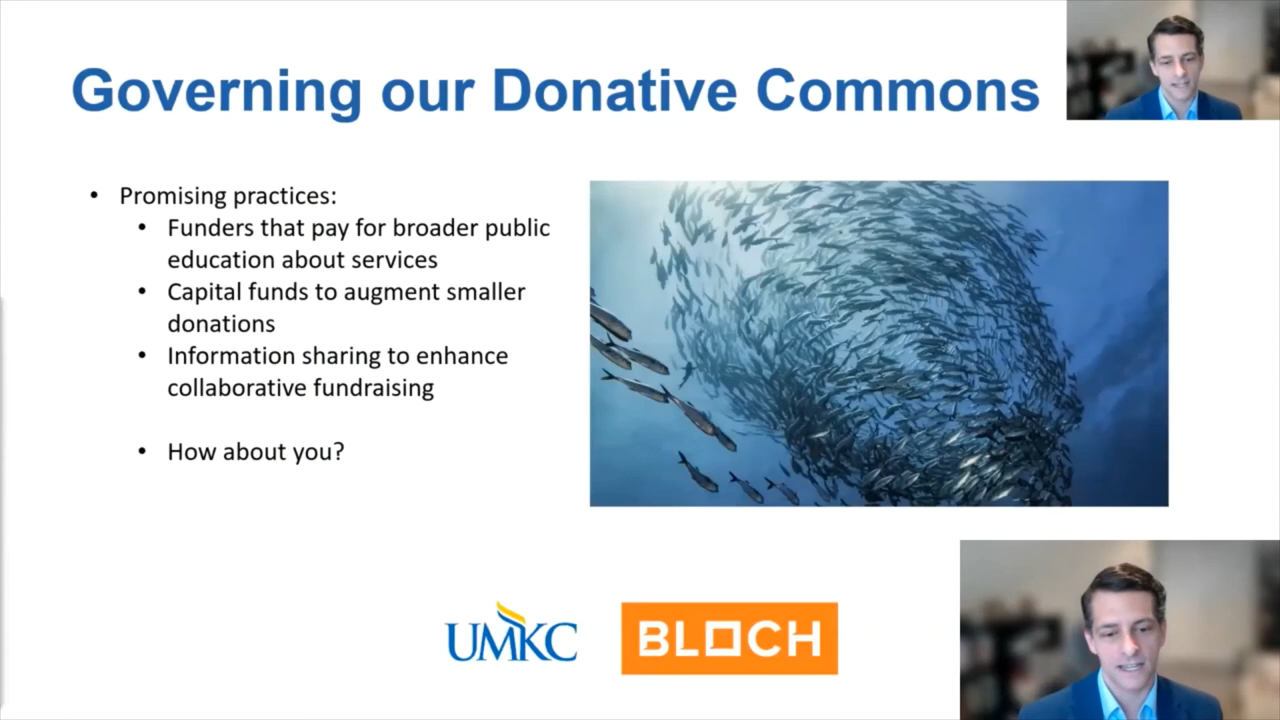 Governing our Donative Commons
• Promising practices:
• Funders that pay for broader public
education about services
• Capital funds to augment smaller
donations
• Information sharing to enhance
collaborative fundraising
• How about you?
UMKC
BLOCH